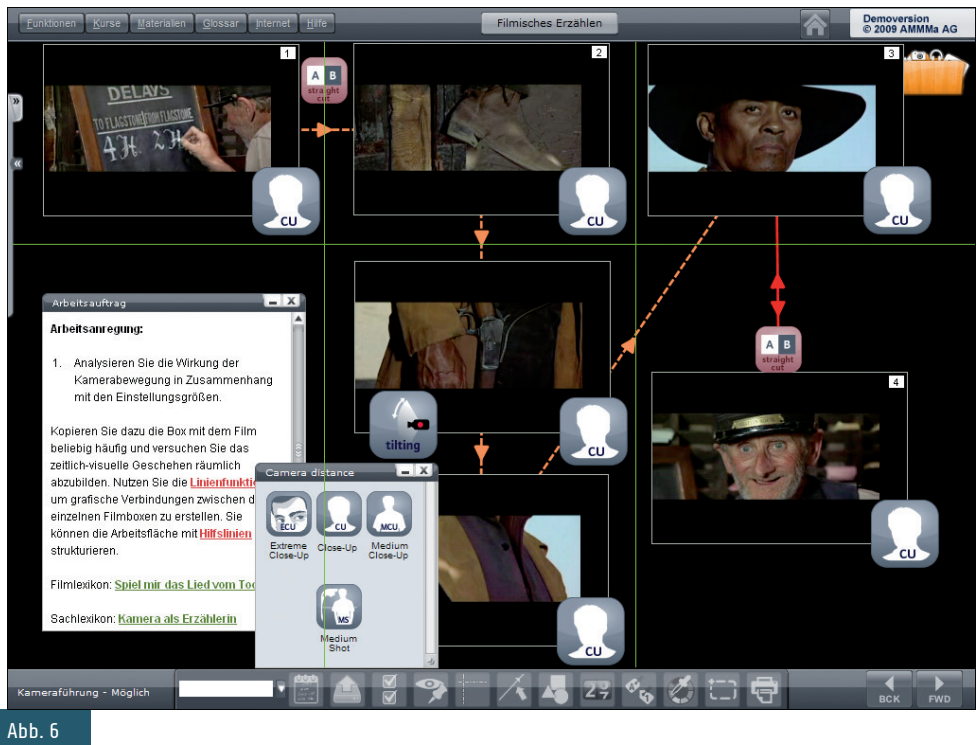 Funktionen Kurse Materialien Glossar Internet Hilfe
Filmisches Erzählen
Demoversion
© 2009 AMMMa AG
1
2
3
DELAYS
TO FLAGSTONE FROM FLAGSTONE
4H. 2H
A B
straight
cut
CU
CU
CU
tilting
CU
A B
straight
cut
4
CU
CU
Arbeitsauftrag
Arbeitsanregung:
1. Analysieren Sie die Wirkung der
Kamerabewegung in Zusammenhang
mit den Einstellungsgrößen.
Kopieren Sie dazu die Box mit dem Film
beliebig häufig und versuchen Sie das
zeitlich-visuelle Geschehen räumlich
abzubilden. Nutzen Sie die Linienfunktio
um grafische Verbindungen zwischen d
einzelnen Filmboxen zu erstellen. Sie
können die Arbeitsfläche mit Hilfslinien
strukturieren.
Filmlexikon: Spiel mir das Lied vom Tod
Sachlexikon: Kamera als Erzählerin
Camera distance
ECU CU MCU
Extreme
Close-Up
Close-Up
Medium
Close-Up
MS
Medium
Shot
Kameraführung - Möglich
BCK FWD
Abb. 6